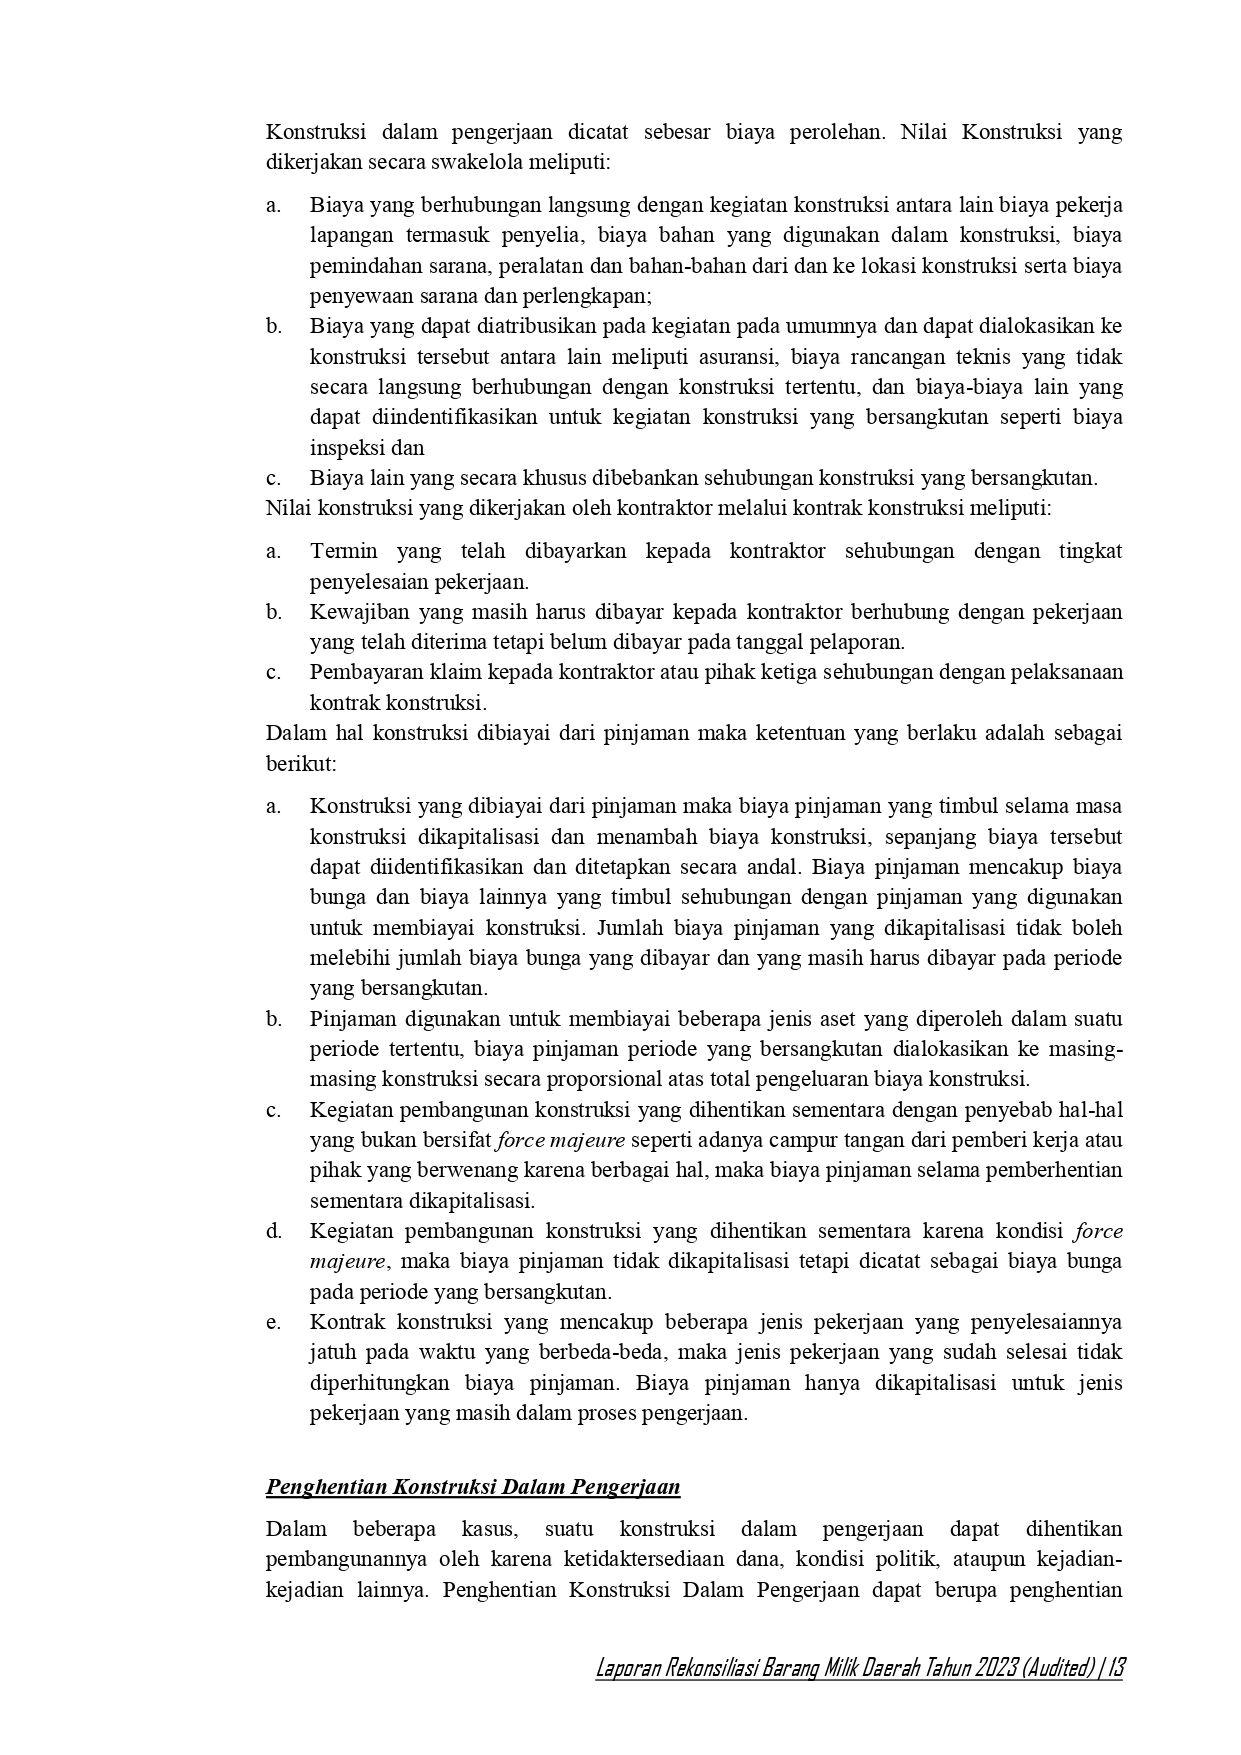 Konstruksi dalam pengerjaan dicatat sebesar biaya perolehan. Nilai Konstruksi yang
dikerjakan secara swakelola meliputi:
a. Biaya yang berhubungan langsung dengan kegiatan konstruksi antara lain biaya pekerja
lapangan termasuk penyelia, biaya bahan yang digunakan dalam konstruksi, biaya
pemindahan sarana, peralatan dan bahan-bahan dari dan ke lokasi konstruksi serta biaya
penyewaan sarana dan perlengkapan;
b. Biaya yang dapat diatribusikan pada kegiatan pada umumnya dan dapat dialokasikan ke
konstruksi tersebut antara lain meliputi asuransi, biaya rancangan teknis yang tidak
secara langsung berhubungan dengan konstruksi tertentu, dan biaya-biaya lain yang
dapat diindentifikasikan untuk kegiatan konstruksi yang bersangkutan seperti biaya
inspeksi dan
c. Biaya lain yang secara khusus dibebankan sehubungan konstruksi yang bersangkutan.
Nilai konstruksi yang dikerjakan oleh kontraktor melalui kontrak konstruksi meliputi:
a. Termin yang telah dibayarkan kepada kontraktor sehubungan dengan tingkat
penyelesaian pekerjaan.
b. Kewajiban yang masih harus dibayar kepada kontraktor berhubung dengan pekerjaan
yang telah diterima tetapi belum dibayar pada tanggal pelaporan.
c. Pembayaran klaim kepada kontraktor atau pihak ketiga sehubungan dengan pelaksanaan
kontrak konstruksi.
Dalam hal konstruksi dibiayai dari pinjaman maka ketentuan yang berlaku adalah sebagai
berikut:
a. Konstruksi yang dibiayai dari pinjaman maka biaya pinjaman yang timbul selama masa
konstruksi dikapitalisasi dan menambah biaya konstruksi, sepanjang biaya tersebut
dapat diidentifikasikan dan ditetapkan secara andal. Biaya pinjaman mencakup biaya
bunga dan biaya lainnya yang timbul sehubungan dengan pinjaman yang digunakan
untuk membiayai konstruksi. Jumlah biaya pinjaman yang dikapitalisasi tidak boleh
melebihi jumlah biaya bunga yang dibayar dan yang masih harus dibayar pada periode
yang bersangkutan.
b. Pinjaman digunakan untuk membiayai beberapa jenis aset yang diperoleh dalam suatu
periode tertentu, biaya pinjaman periode yang bersangkutan dialokasikan ke masing-
masing konstruksi secara proporsional atas total pengeluaran biaya konstruksi.
c. Kegiatan pembangunan konstruksi yang dihentikan sementara dengan penyebab hal-hal
yang bukan bersifat force majeure seperti adanya campur tangan dari pemberi kerja atau
pihak yang berwenang karena berbagai hal, maka biaya pinjaman selama pemberhentian
sementara dikapitalisasi.
d. Kegiatan pembangunan konstruksi yang dihentikan sementara karena kondisi force
majeure, maka biaya pinjaman tidak dikapitalisasi tetapi dicatat sebagai biaya bunga
pada periode yang bersangkutan.
e. Kontrak konstruksi yang mencakup beberapa jenis pekerjaan yang penyelesaiannya
jatuh pada waktu yang berbeda-beda, maka jenis pekerjaan yang sudah selesai tidak
diperhitungkan biaya pinjaman. Biaya pinjaman hanya dikapitalisasi untuk jenis
pekerjaan yang masih dalam proses pengerjaan.
Penghentian Konstruksi Dalam Pengerjaan
Dalam beberapa kasus, suatu konstruksi dalam pengerjaan dapat dihentikan
pembangunannya oleh karena ketidaktersediaan dana, kondisi politik, ataupun kejadian-
kejadian lainnya. Penghentian Konstruksi Dalam Pengerjaan dapat berupa penghentian
Laporan Rekonsiliasi Barang Milik Daerah Tahun 2023 (Audited) | 13